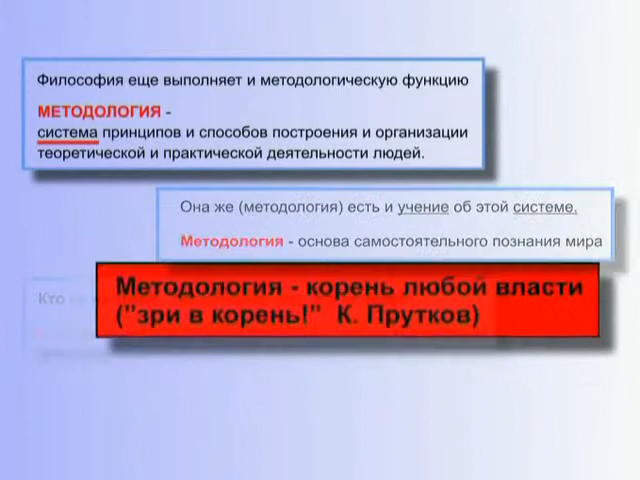 Философия еще выполняет и методологическую функцию
МЕТОДОЛОГИЯ -
система принципов и способов построения и организации
теоретической и практической деятельности людей.
Она же (методология) есть и учение об этой системе.
Методология - основа самостоятельного познания мира
Методология - корень любой власти
("зри в корень!" К. Прутков)
Кто